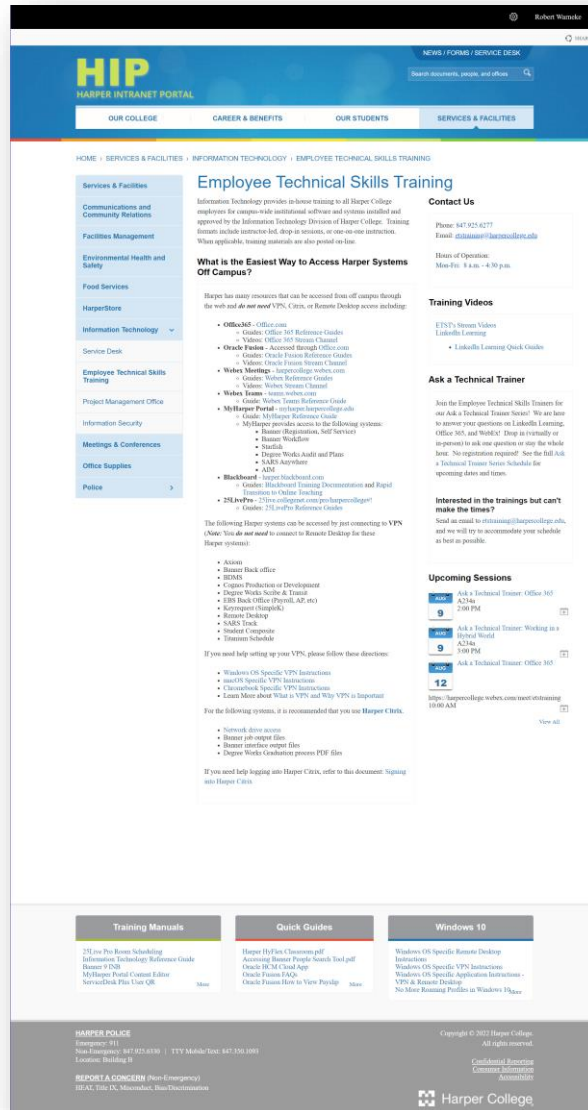 Robert Warneke
SHARE
NEWS / FORMS / SERVICE DESK
HIP
HARPER INTRANET PORTAL
Search documents, people, and offices
OUR COLLEGE
CAREER & BENEFITS
OUR STUDENTS
SERVICES & FACILITIES
HOME › SERVICES & FACILITIES › INFORMATION TECHNOLOGY › EMPLOYEE TECHNICAL SKILLS TRAINING
Services & Facilities
Communications and
Community Relations
Facilities Management
Environmental Health and
Safety
Food Services
HarperStore
Information Technology
Service Desk
Employee Technical Skills
Training
Project Management Office
Information Security
Meetings & Conferences
Office Supplies
Police
Employee Technical Skills Training
Information Technology provides in-house training to all Harper College
employees for campus-wide institutional software and systems installed and
approved by the Information Technology Division of Harper College. Training
formats include instructor-led, drop-in sessions, or one-on-one instruction.
When applicable, training materials are also posted on-line.
What is the Easiest Way to Access Harper Systems
Off Campus?
Harper has many resources that can be accessed from off campus through
the web and do not need VPN, Citrix, or Remote Desktop access including:
• Office365 - Office.com
○ Guides: Office 365 Reference Guides
○ Videos: Office 365 Stream Channel
• Oracle Fusion - Accessed through Office.com
○ Guides: Oracle Fusion Reference Guides
○ Videos: Oracle Fusion Stream Channel
• Webex Meetings - harpercollege.webex.com
○ Guides: Webex Reference Guides
○ Videos: Webex Stream Channel
• Webex Teams - teams.webex.com
○ Guide: Webex Teams Reference Guide
• MyHarper Portal - myharper.harpercollege.edu
○ Guide: MyHarper Reference Guide
○ MyHarper provides access to the following systems:
▪ Banner (Registration, Self Service)
▪ Banner Workflow
▪ Starfish
▪ Degree Works Audit and Plans
▪ SARS Anywhere
▪ AIM
• Blackboard - harper.blackboard.com
○ Guides: Blackboard Training Documentation and Rapid
Transition to Online Teaching
• 25LivePro - 25live.collegenet.com/pro/harpercollege#!
○ Guides: 25LivePro Reference Guides
The following Harper systems can be accessed by just connecting to VPN
(Note: You do not need to connect to Remote Desktop for these
Harper systems):
• Axiom
• Banner Back office
• BDMS
• Cognos Production or Development
• Degree Works Scribe & Transit
• EBS Back Office (Payroll, AP, etc)
• Keyrequest (SimpleK)
• Remote Desktop
• SARS Track
• Student Composite
• Titanium Schedule
If you need help setting up your VPN, please follow these directions:
• Windows OS Specific VPN Instructions
• macOS Specific VPN Instructions
• Chromebook Specific VPN Instructions
• Learn More about What is VPN and Why VPN is Important
For the following systems, it is recommended that you use Harper Citrix.
• Network drive access
• Banner job output files
• Banner interface output files
• Degree Works Graduation process PDF files
If you need help logging into Harper Citrix, refer to this document: Signing
into Harper Citrix
Contact Us
Phone: 847.925.6277
Email: etstraining@harpercollege.edu
Hours of Operation:
Mon-Fri: 8 a.m. - 4:30 p.m.
Training Videos
ETST's Stream Videos
LinkedIn Learning
• LinkedIn Learning Quick Guides
Ask a Technical Trainer
Join the Employee Technical Skills Trainers for
our Ask a Technical Trainer Series! We are here
to answer your questions on LinkedIn Learning,
Office 365, and WebEx! Drop in (virtually or
in-person) to ask one question or stay the whole
hour. No registration required! See the full Ask
a Technical Trainer Series Schedule for
upcoming dates and times.
Interested in the trainings but can't
make the times?
Send an email to etstraining@harpercollege.edu,
and we will try to accommodate your schedule
as best as possible.
Upcoming Sessions
AUG
9
Ask a Technical Trainer: Office 365
A234a
2:00 PM
AUG
9
Ask a Technical Trainer: Working in a
Hybrid World
A234a
3:00 PM
AUG
12
Ask a Technical Trainer: Office 365
https://harpercollege.webex.com/meet/etstraining
10:00 AM
View All
Training Manuals
25Live Pro Room Scheduling
Information Technology Reference Guide
Banner 9 INB
MyHarper Portal Content Editor
ServiceDesk Plus User QR
More
Quick Guides
Harper HyFlex Classroom.pdf
Accessing Banner People Search Tool.pdf
Oracle HCM Cloud App
Oracle Fusion FAQs
Oracle Fusion How to View Payslip
More
Windows 10
Windows OS Specific Remote Desktop
Instructions
Windows OS Specific VPN Instructions
Windows OS Specific Application Instructions -
VPN & Remote Desktop
No More Roaming Profiles in Windows 10
More
HARPER POLICE
Emergency: 911
Non-Emergency: 847.925.6330 | TTY Mobile/Text: 847.350.1093
Location: Building B
REPORT A CONCERN (Non-Emergency)
HEAT, Title IX, Misconduct, Bias/Discrimination
Copyright © 2022 Harper College.
All rights reserved.
Confidential Reporting
Consumer Information
Accessibility
Harper College